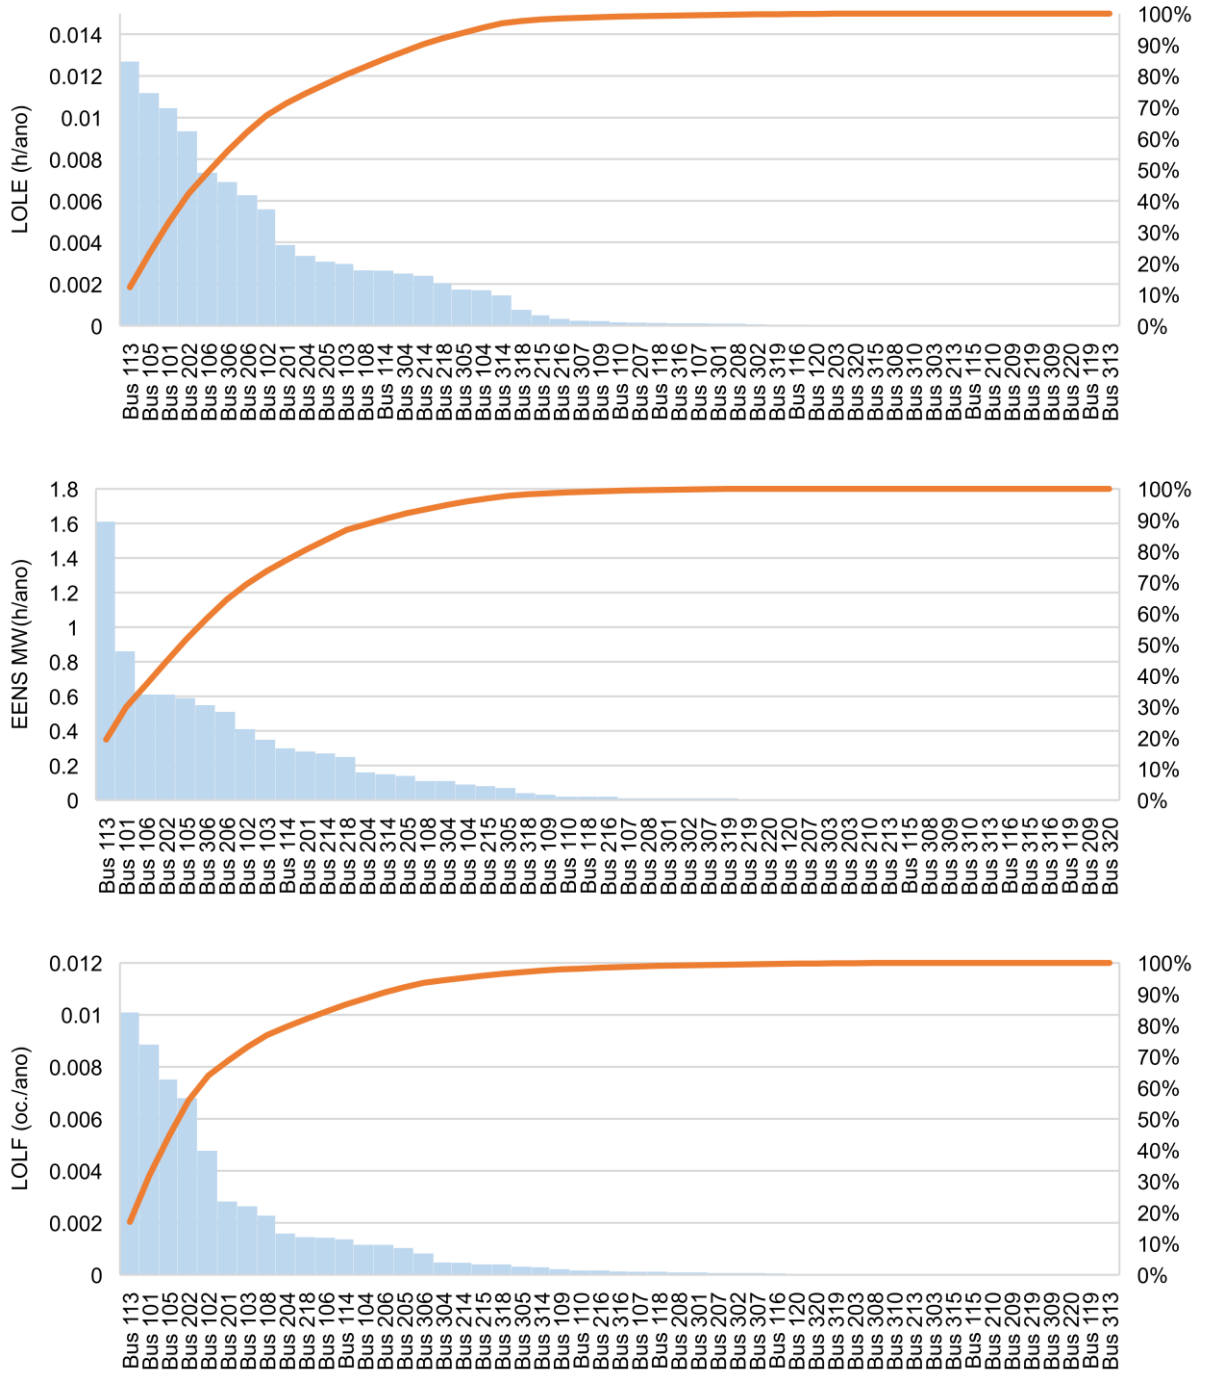 LOLE (h/ano)
0.014
0.012
0.01
0.008
0.006
0.004
0.002
0
100%
90%
80%
70%
60%
50%
40%
30%
20%
10%
0%
Bus 113
Bus 105
Bus 101
Bus 202
Bus 106
Bus 306
Bus 206
Bus 102
Bus 201
Bus 204
Bus 205
Bus 103
Bus 108
Bus 114
Bus 304
Bus 214
Bus 218
Bus 305
Bus 104
Bus 314
Bus 318
Bus 215
Bus 216
Bus 307
Bus 109
Bus 110
Bus 207
Bus 118
Bus 316
Bus 107
Bus 301
Bus 208
Bus 302
Bus 319
Bus 116
Bus 120
Bus 203
Bus 320
Bus 315
Bus 308
Bus 310
Bus 303
Bus 213
Bus 115
Bus 210
Bus 209
Bus 219
Bus 309
Bus 220
Bus 119
Bus 313
EENS MW(h/ano)
1.8
1.6
1.4
1.2
1
0.8
0.6
0.4
0.2
0
100%
90%
80%
70%
60%
50%
40%
30%
20%
10%
0%
Bus 113
Bus 101
Bus 106
Bus 202
Bus 105
Bus 306
Bus 206
Bus 102
Bus 103
Bus 114
Bus 201
Bus 214
Bus 218
Bus 204
Bus 314
Bus 205
Bus 108
Bus 304
Bus 104
Bus 215
Bus 305
Bus 318
Bus 109
Bus 110
Bus 118
Bus 216
Bus 107
Bus 208
Bus 301
Bus 302
Bus 307
Bus 319
Bus 219
Bus 220
Bus 120
Bus 207
Bus 303
Bus 203
Bus 210
Bus 213
Bus 115
Bus 308
Bus 309
Bus 310
Bus 313
Bus 116
Bus 315
Bus 316
Bus 119
Bus 209
Bus 320
LOLF (oc./ano)
0.012
0.01
0.008
0.006
0.004
0.002
0
100%
90%
80%
70%
60%
50%
40%
30%
20%
10%
0%
Bus 113
Bus 101
Bus 105
Bus 202
Bus 102
Bus 201
Bus 103
Bus 108
Bus 204
Bus 218
Bus 106
Bus 114
Bus 104
Bus 206
Bus 205
Bus 306
Bus 304
Bus 214
Bus 215
Bus 318
Bus 305
Bus 314
Bus 109
Bus 110
Bus 216
Bus 316
Bus 107
Bus 118
Bus 208
Bus 301
Bus 207
Bus 302
Bus 307
Bus 116
Bus 120
Bus 320
Bus 319
Bus 203
Bus 308
Bus 310
Bus 213
Bus 303
Bus 315
Bus 115
Bus 210
Bus 209
Bus 219
Bus 309
Bus 220
Bus 119
Bus 313